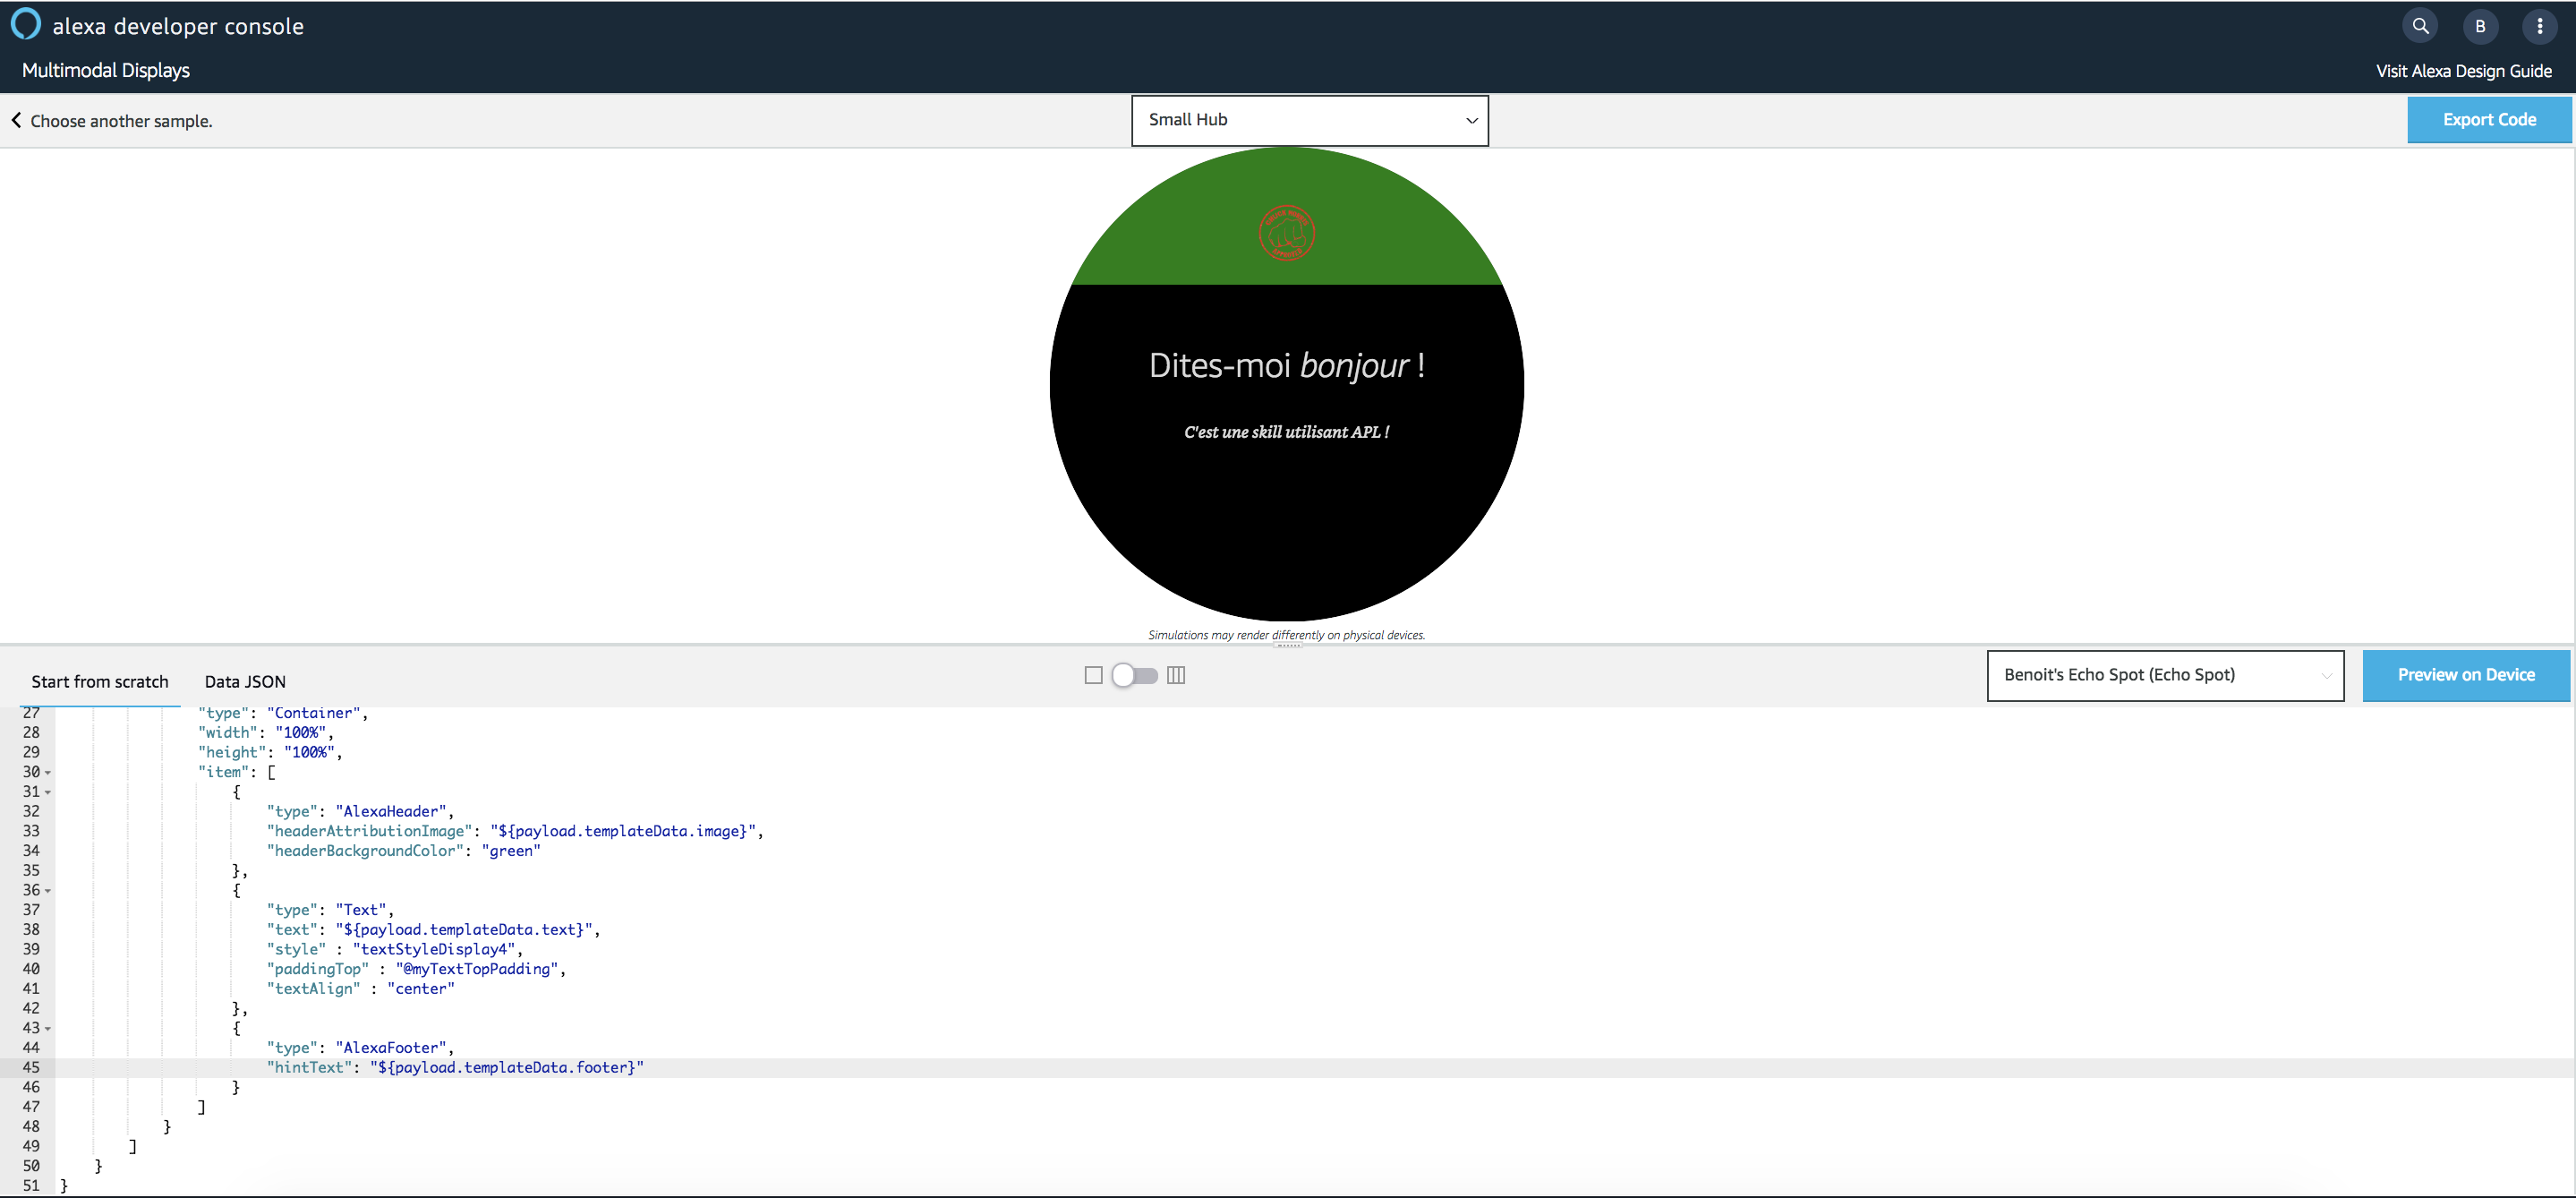 alexa developer console
B
Multimodal Displays
Visit Alexa Design Guide
Choose another sample.
Small Hub
Export Code
Dites-moi bonjour !
C'est une skill utilisant APL !
Simulations may render differently on physical devices.
Start from scratch
Data JSON
Benoit's Echo Spot (Echo Spot)
Preview on Device
27 "type": "Container",
28 "width": "100%",
29 "height": "100%",
30 "item": [
31 {
32 "type": "AlexaHeader",
33 "headerAttributionImage": "${payload.templateData.image}",
34 "headerBackgroundColor": "green"
35 },
36 {
37 "type": "Text",
38 "text": "${payload.templateData.text}",
39 "style" : "textStyleDisplay4",
40 "paddingTop" : "@myTextTopPadding",
41 "textAlign" : "center"
42 },
43 {
44 "type": "AlexaFooter",
45 "hintText": "${payload.templateData.footer}"
46 }
47 ]
48 }
49 ]
50 }
51 }